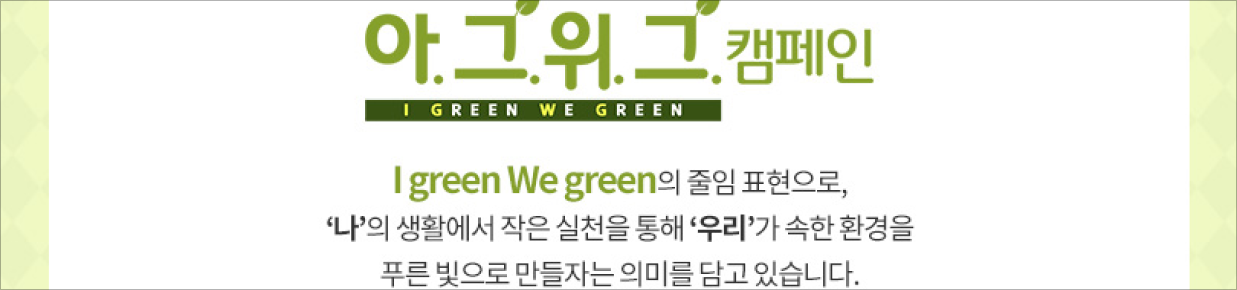 아.그.위.그.캠페인
I GREEN WE GREEN
I green We green의 줄임 표현으로,
‘나’의 생활에서 작은 실천을 통해 ‘우리’가 속한 환경을
푸른 빛으로 만들자는 의미를 담고 있습니다.